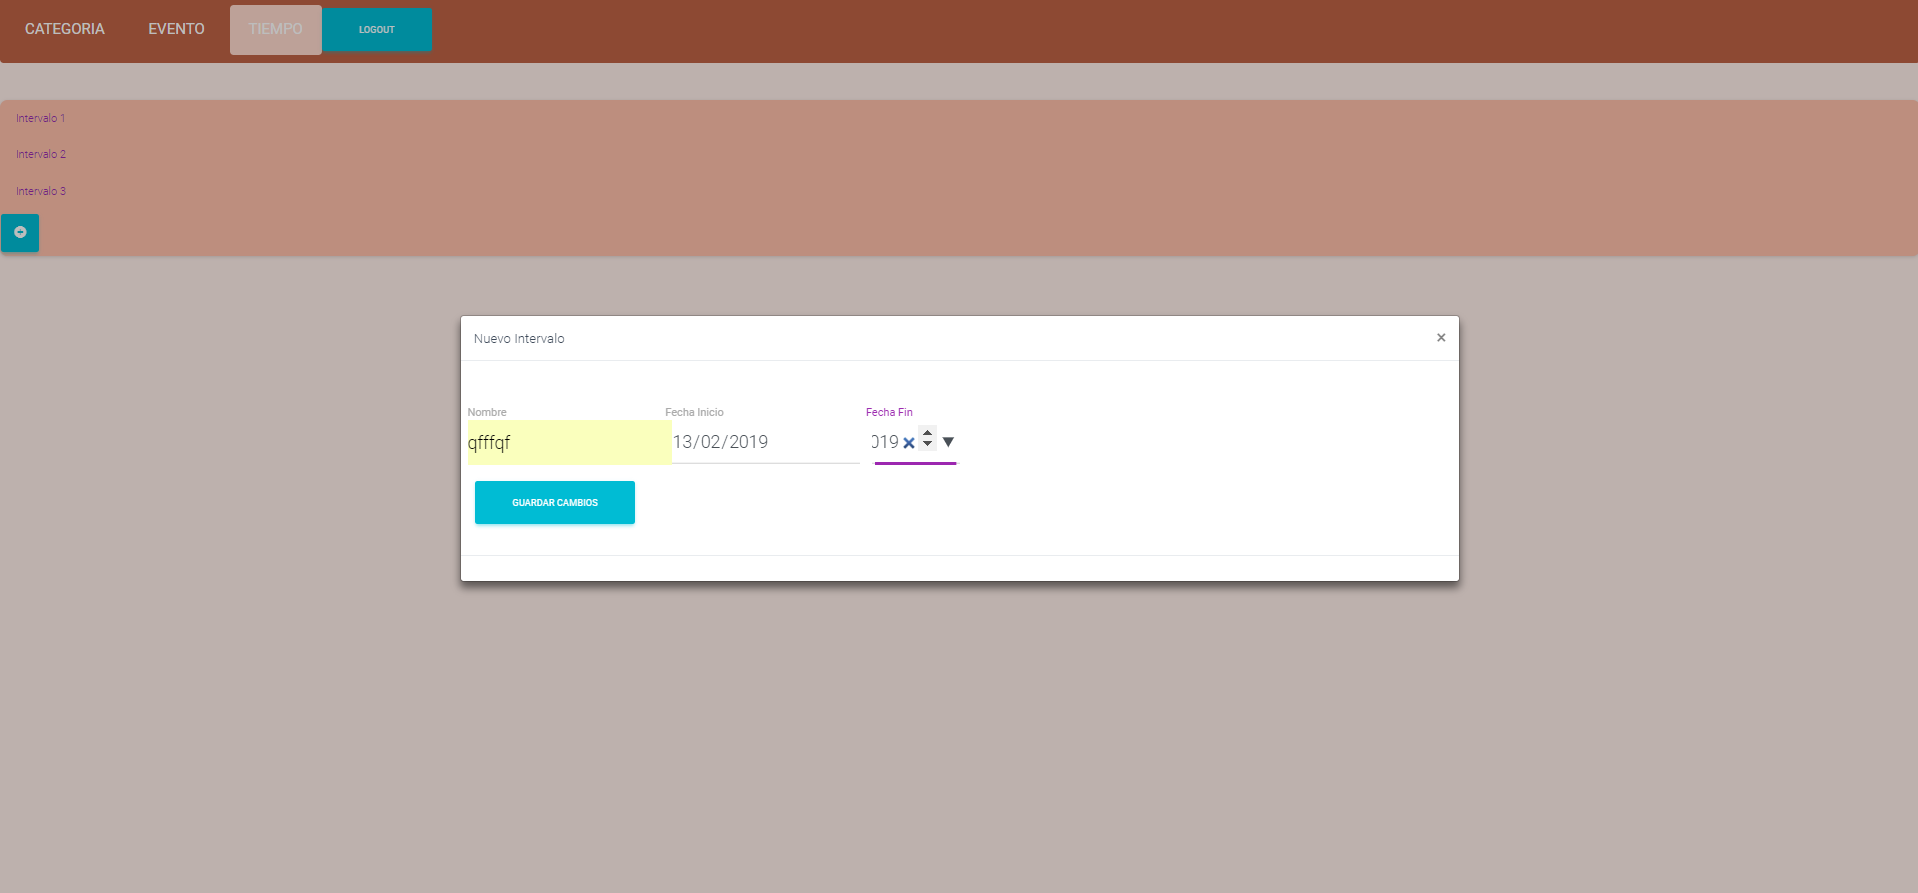 CATEGORIA EVENTO TIEMPO LOGOUT
Intervalo 1
Intervalo 2
Intervalo 3
Nuevo Intervalo ×
Nombre Fecha Inicio Fecha Fin
qfffqf 13/02/2019 019
GUARDAR CAMBIOS